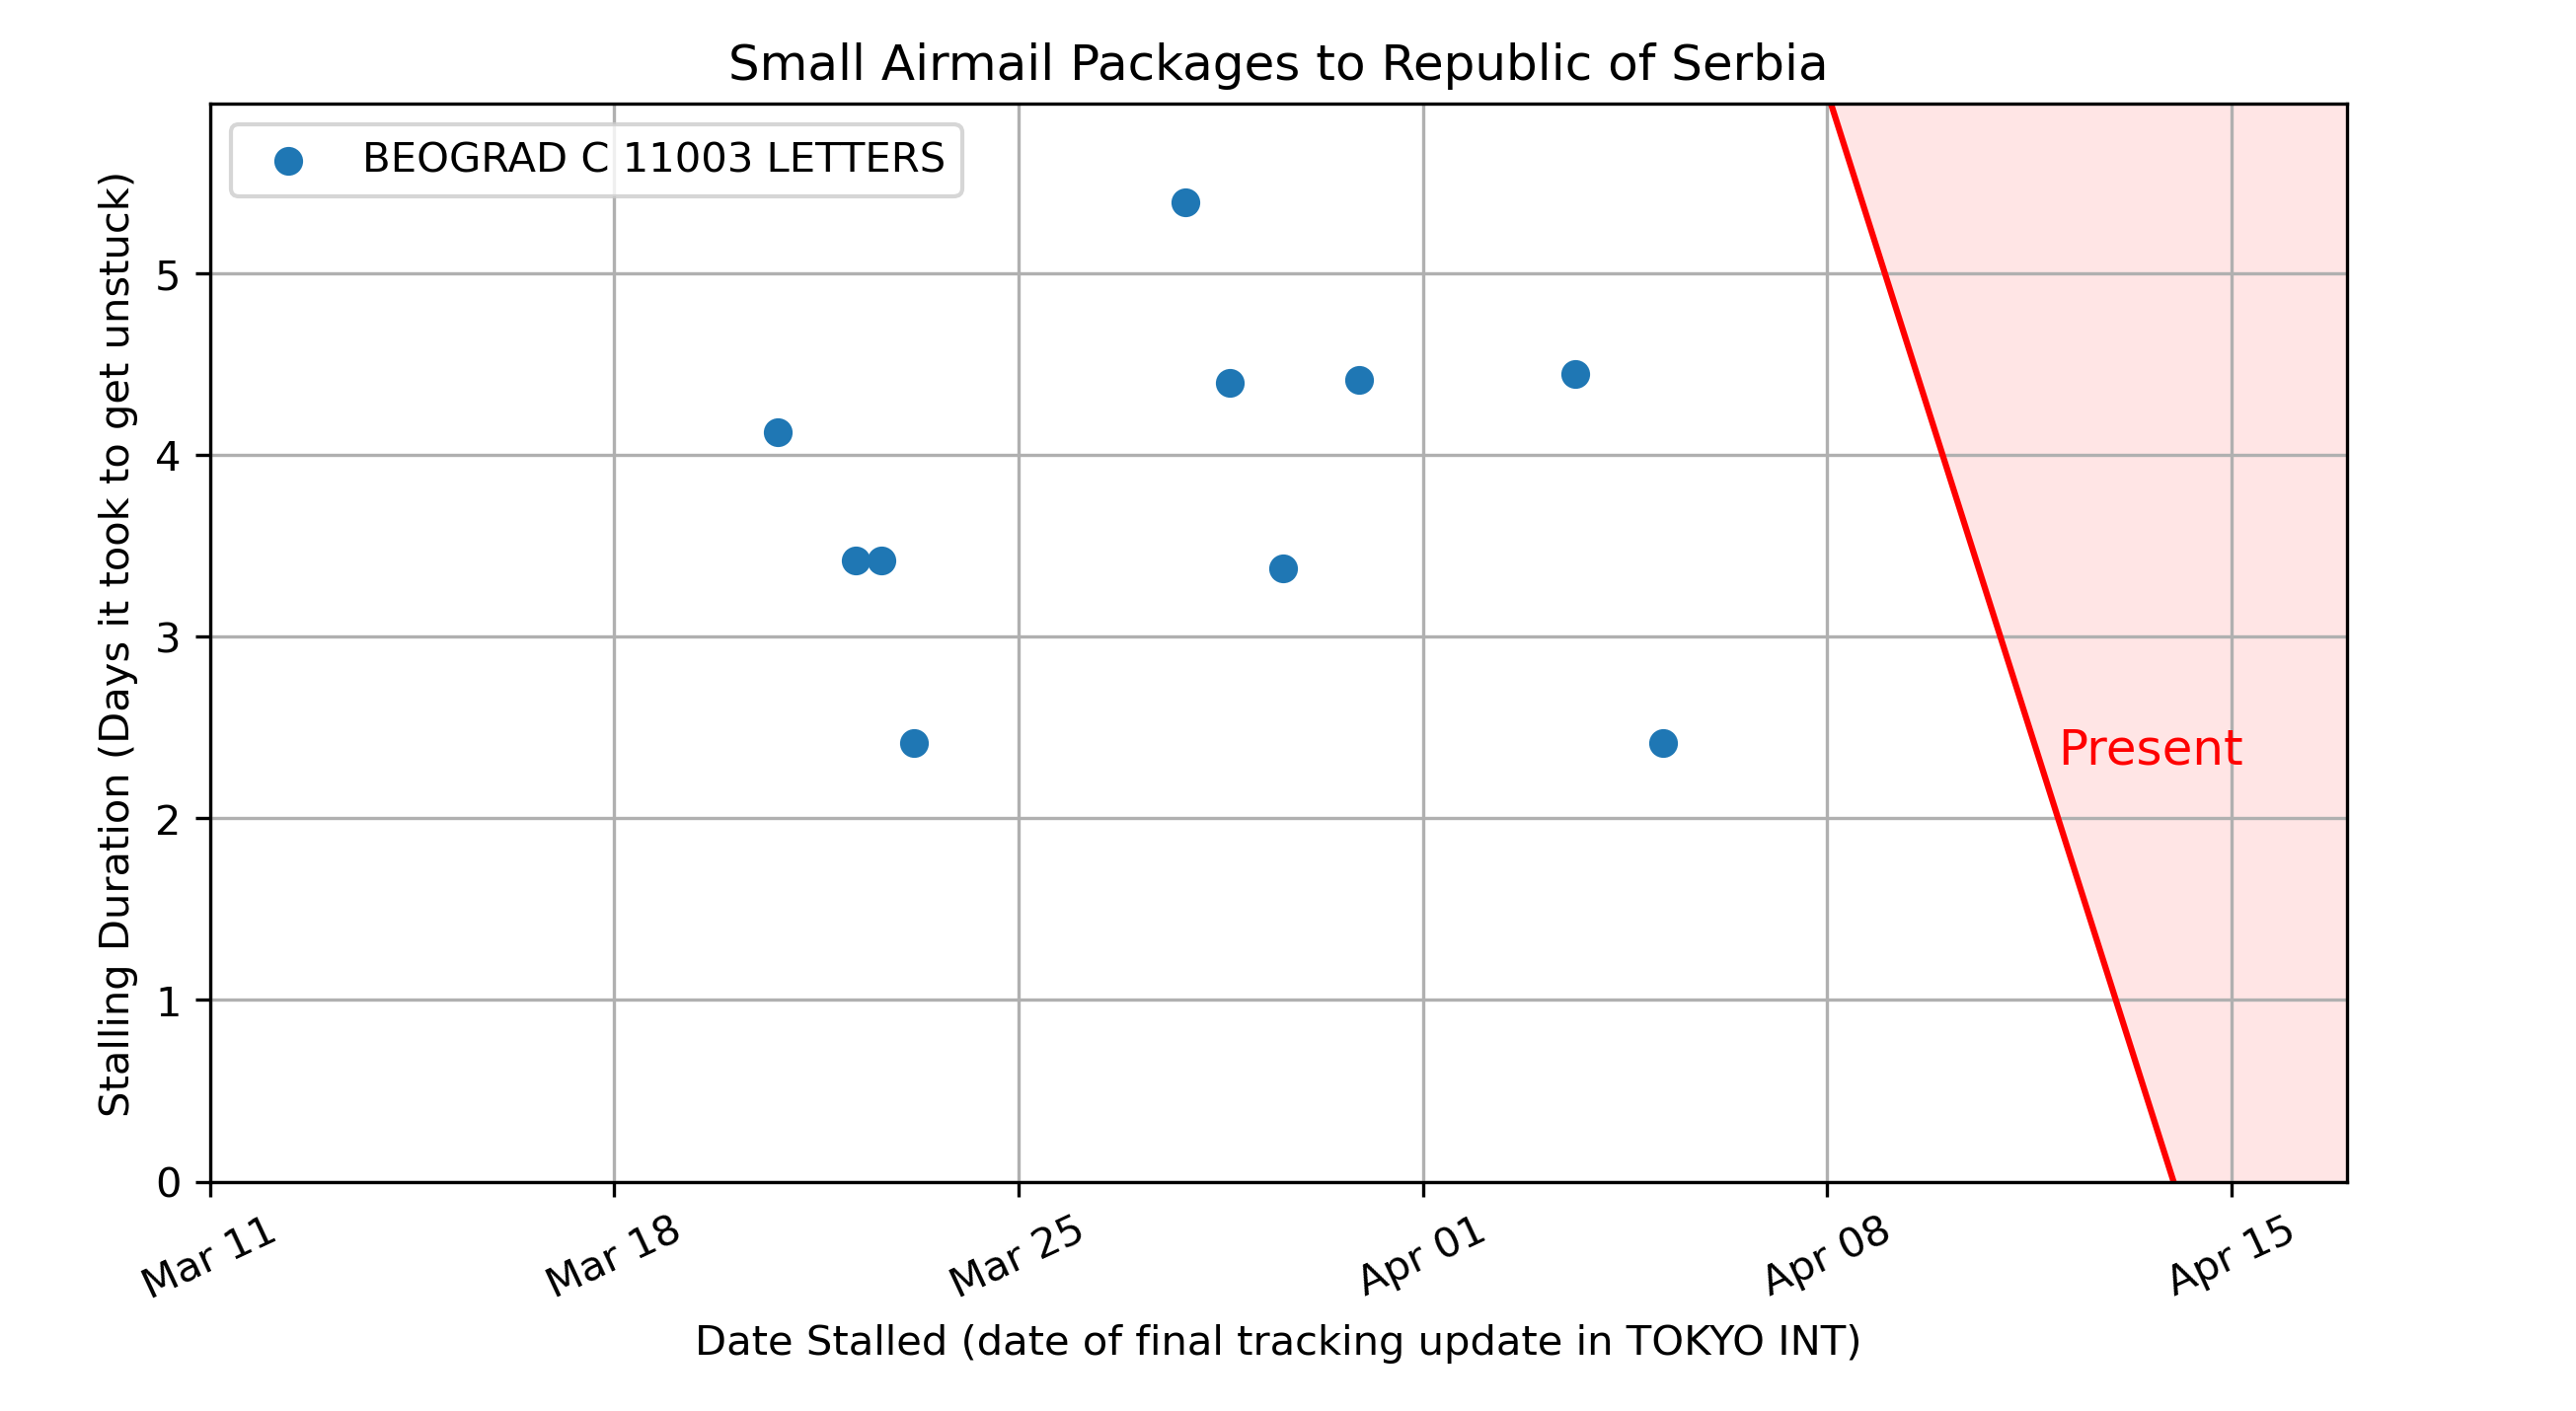 Small Airmail Packages to Republic of Serbia
BEOGRAD C 11003 LETTERS
Stalling Duration (Days it took to get unstuck)
5
4
3
2
1
0
Present
Mar 11
Mar 18
Mar 25
Apr 01
Apr 08
Apr 15
Date Stalled (date of final tracking update in TOKYO INT)